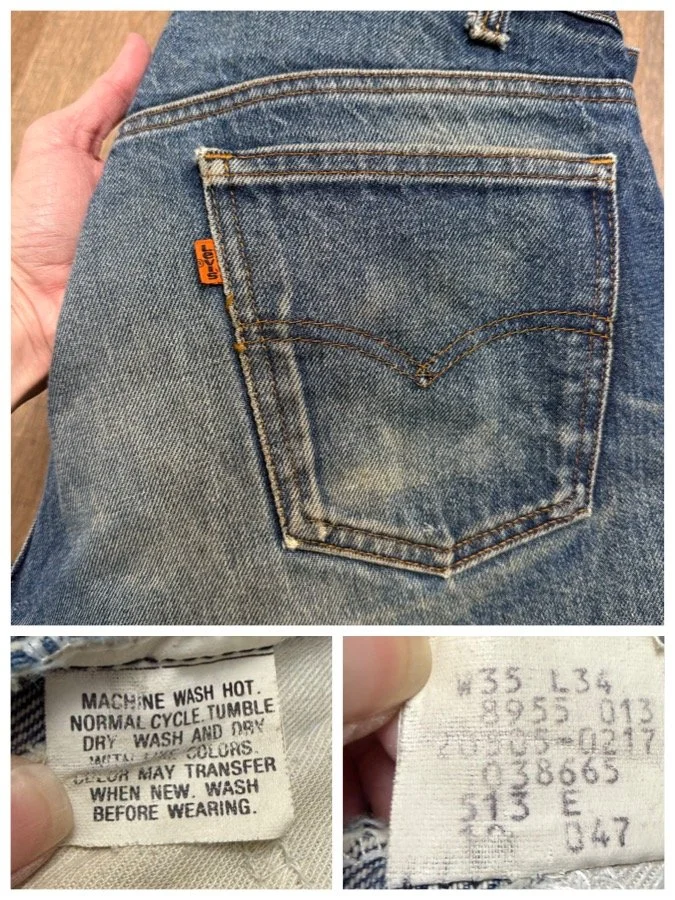 LEVI'S
MACHINE WASH HOT.
NORMAL CYCLE. TUMBLE
DRY WASH AND DRY
WITH LIKE COLORS.
COLOR MAY TRANSFER
WHEN NEW. WASH
BEFORE WEARING.
W35 L34
8955 013
-0217
038665
513 E
047